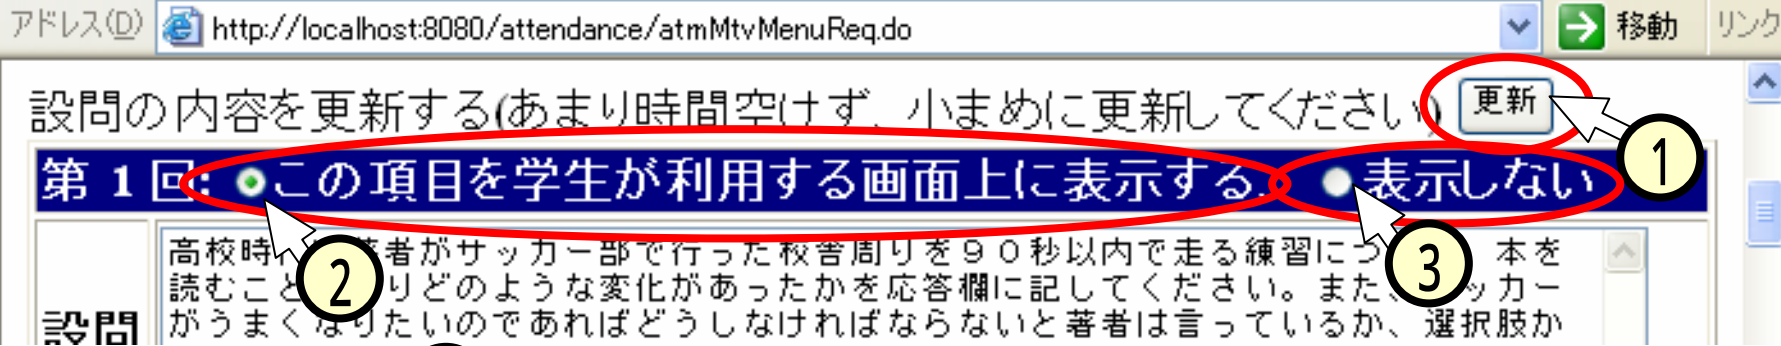 アドレス(D) http://localhost:8080/attendance/atmMtvMenuReq.do 移動 リンク
設問の内容を更新する(あまり時間空けず、小まめに更新してください) 更新
1
第 1 回: この項目を学生が利用する画面上に表示する 表示しない
2
3
高校時 著者がサッカー部で行った校舎周りを９０秒以内で走る練習につ 本を
読むこと りどのような変化があったかを応答欄に記してください。また、 ッカー
設問
がうまくなりたいのであればどうしなければならないと著者は言っているか、選択肢か